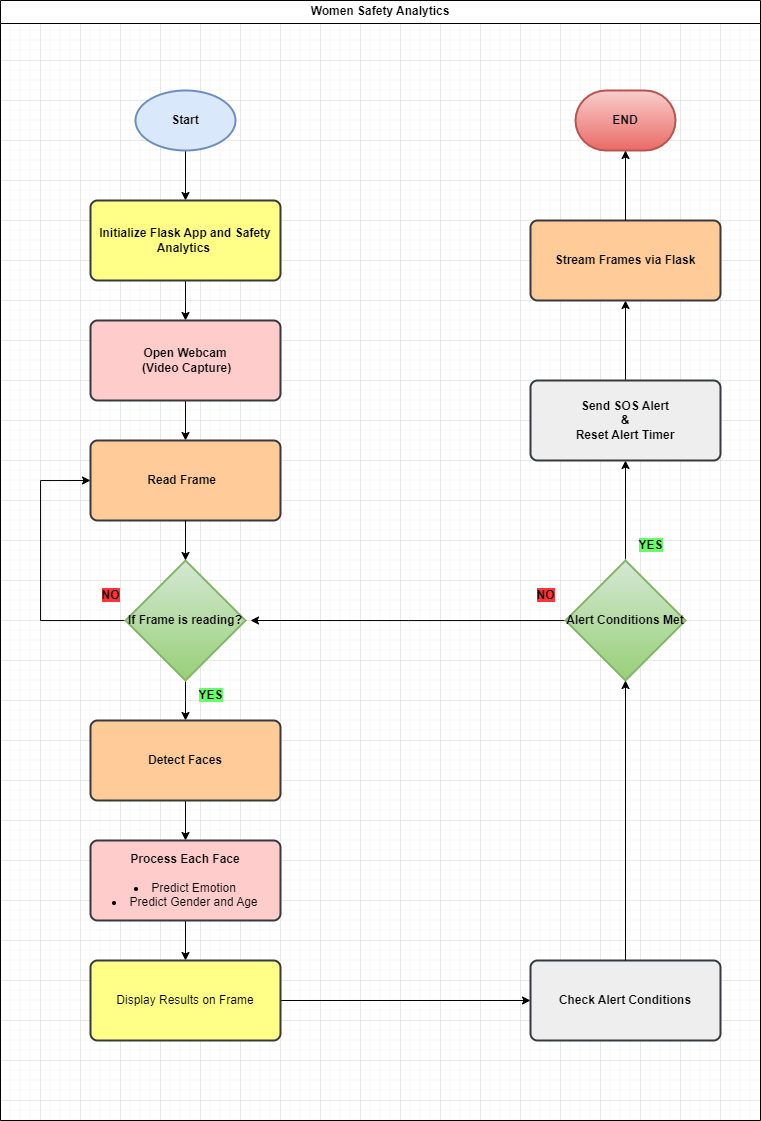 Women Safety Analytics
Start
Initialize Flask App and Safety
Analytics
Open Webcam
(Video Capture)
Read Frame
NO
If Frame is reading?
YES
Detect Faces
Process Each Face
• Predict Emotion
• Predict Gender and Age
Display Results on Frame
Check Alert Conditions
Alert Conditions Met
NO
YES
Send SOS Alert
&
Reset Alert Timer
Stream Frames via Flask
END